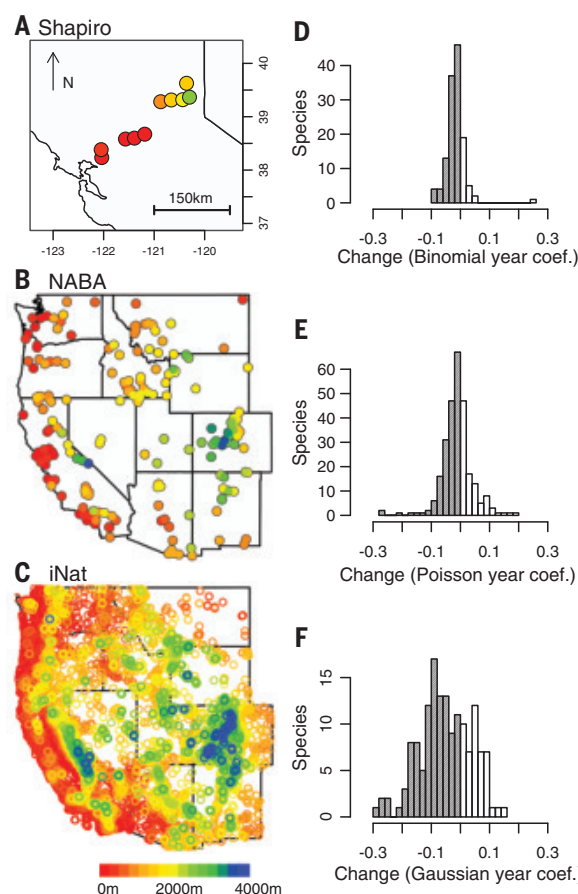 A Shapiro
N
150km
40
39
38
37
-123 -122 -121 -120
B NABA
C iNat
0m 2000m 4000m
D
Species
40
30
20
10
0
-0.3 -0.1 0.1 0.3
Change (Binomial year coef.)
E
Species
60
50
40
30
20
10
0
-0.3 -0.1 0.1 0.3
Change (Poisson year coef.)
F
Species
15
10
5
0
-0.3 -0.1 0.1 0.3
Change (Gaussian year coef.